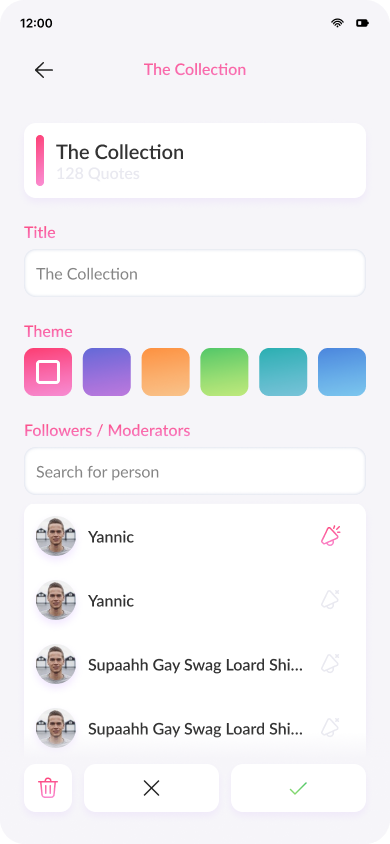 12:00
The Collection
The Collection
128 Quotes
Title
The Collection
Theme
Followers / Moderators
Search for person
Yannic
Yannic
Supaahh Gay Swag Loard Shi...
Supaahh Gay Swag Loard Shi...